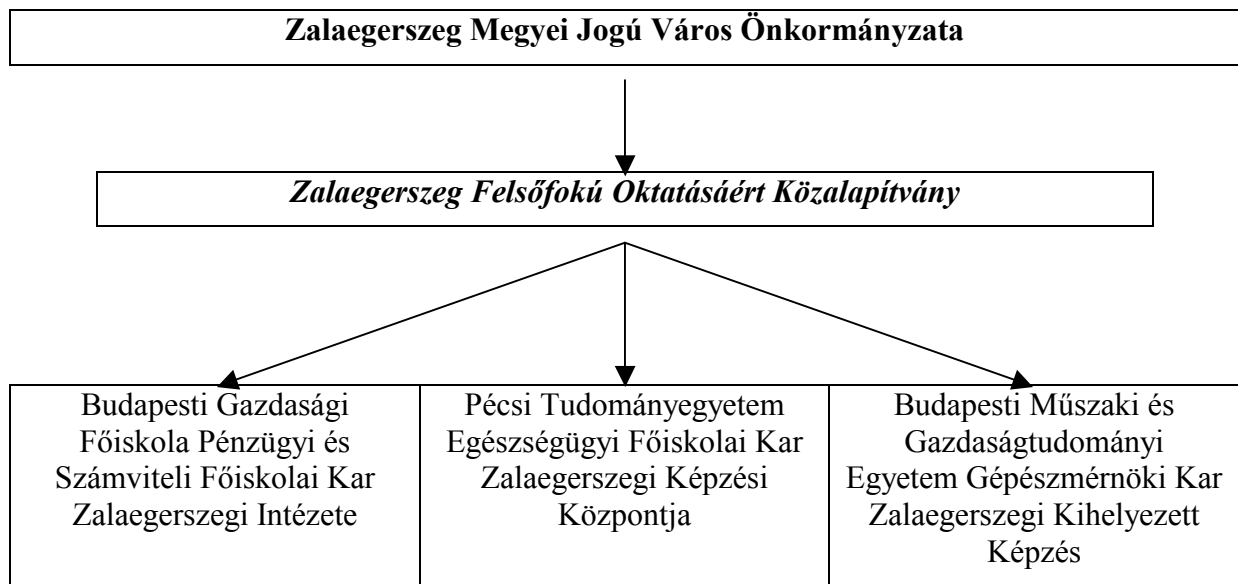 Zalaegerszeg Megyei Jogú Város Önkormányzata
Zalaegerszeg Felsőfokú Oktatásáért Közalapítvány
Budapesti Gazdasági
Főiskola Pénzügyi és
Számviteli Főiskolai Kar
Zalaegerszegi Intézete
Pécsi Tudományegyetem
Egészségügyi Főiskolai Kar
Zalaegerszegi Képzési
Központja
Budapesti Műszaki és
Gazdaságtudományi
Egyetem Gépészmérnöki Kar
Zalaegerszegi Kihelyezett
Képzés